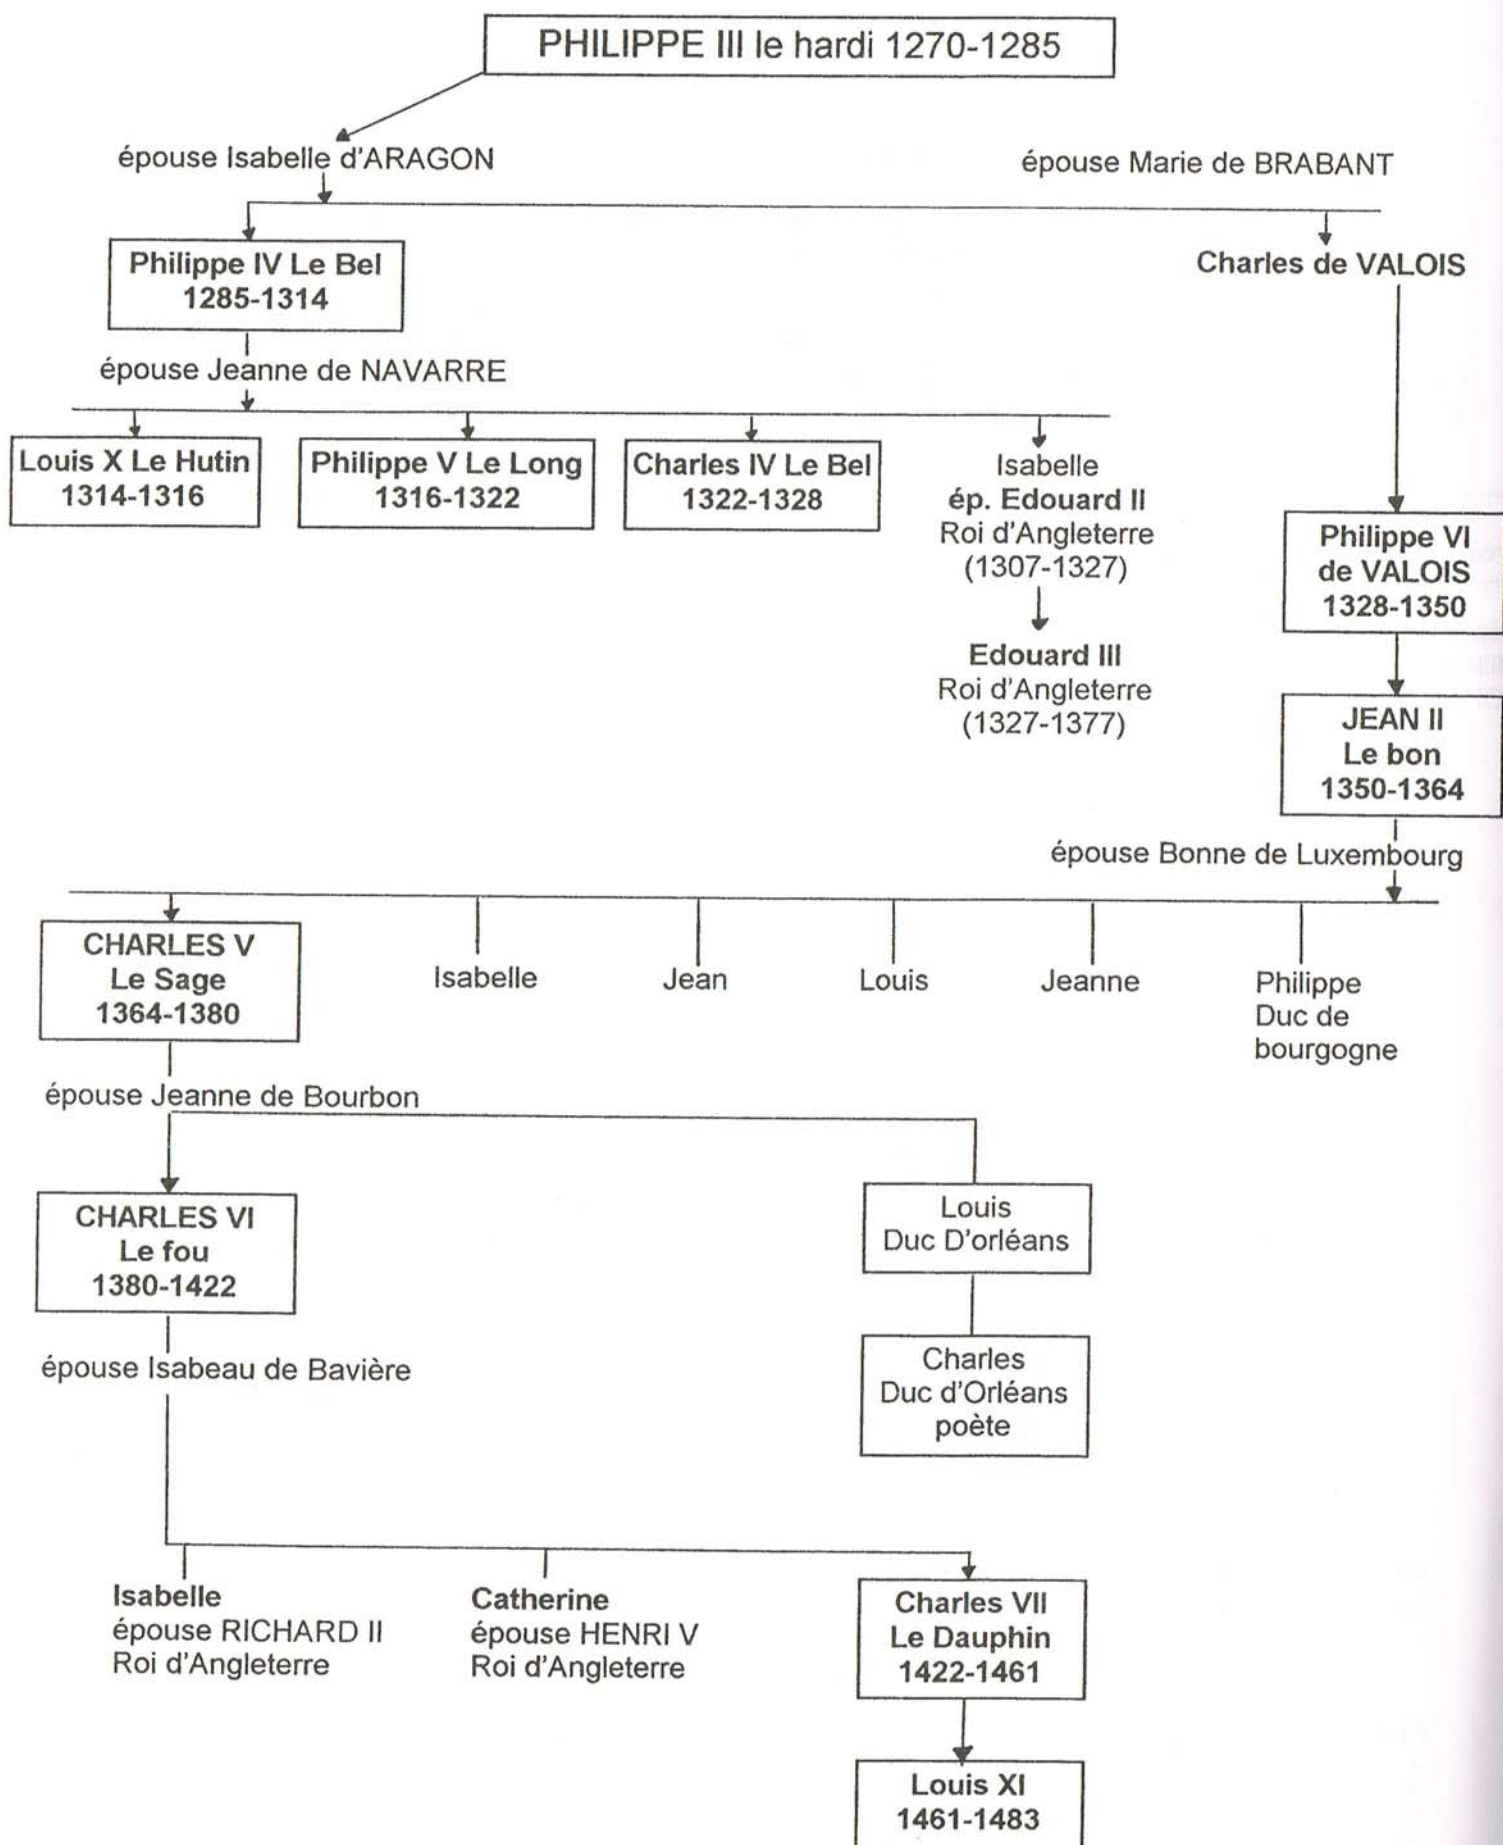 PHILIPPE III le hardi 1270-1285
épouse Isabelle d'ARAGON
épouse Marie de BRABANT
Philippe IV Le Bel
1285-1314
Charles de VALOIS
épouse Jeanne de NAVARRE
Louis X Le Hutin
1314-1316
Philippe V Le Long
1316-1322
Charles IV Le Bel
1322-1328
Isabelle
ép. Edouard II
Roi d'Angleterre
(1307-1327)
Edouard III
Roi d'Angleterre
(1327-1377)
Philippe VI
de VALOIS
1328-1350
JEAN II
Le bon
1350-1364
épouse Bonne de Luxembourg
CHARLES V
Le Sage
1364-1380
Isabelle
Jean
Louis
Jeanne
Philippe
Duc de
bourgogne
épouse Jeanne de Bourbon
CHARLES VI
Le fou
1380-1422
Louis
Duc D'orléans
Charles
Duc d'Orléans
poète
épouse Isabeau de Bavière
Isabelle
épouse RICHARD II
Roi d'Angleterre
Catherine
épouse HENRI V
Roi d'Angleterre
Charles VII
Le Dauphin
1422-1461
Louis XI
1461-1483